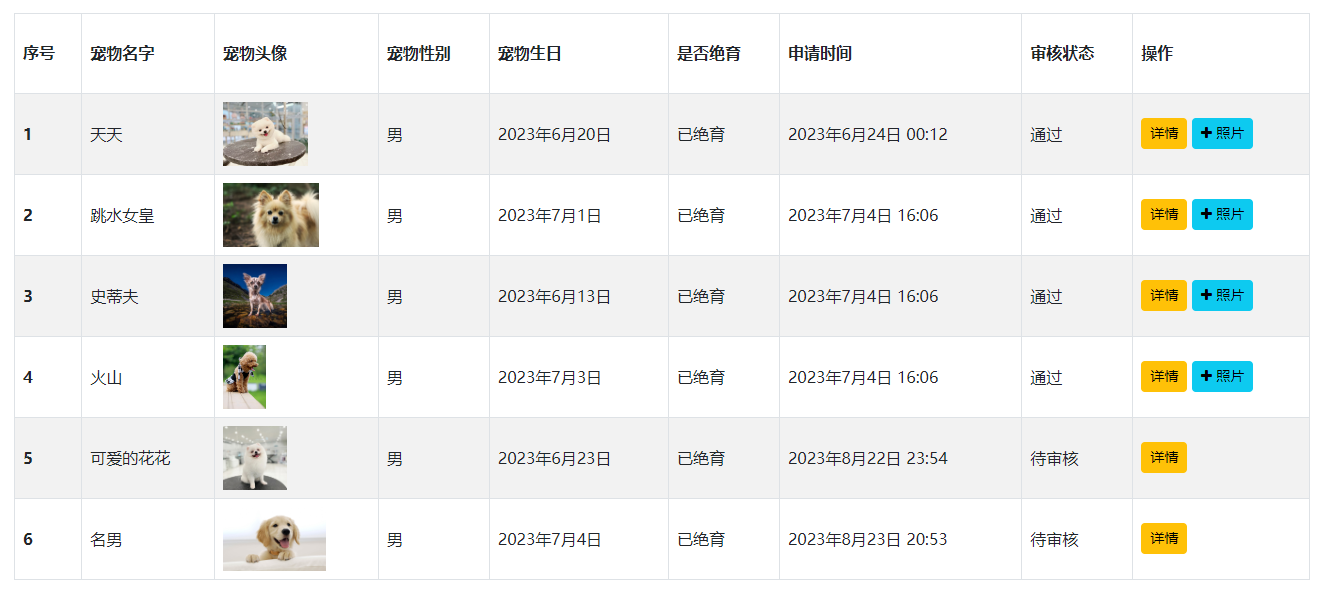 序号 宠物名字 宠物头像 宠物性别 宠物生日 是否绝育 申请时间 审核状态 操作
1 天天 男 2023年6月20日 已绝育 2023年6月24日 00:12 通过 详情 + 照片
2 跳水女皇 男 2023年7月1日 已绝育 2023年7月4日 16:06 通过 详情 + 照片
3 史蒂夫 男 2023年6月13日 已绝育 2023年7月4日 16:06 通过 详情 + 照片
4 火山 男 2023年7月3日 已绝育 2023年7月4日 16:06 通过 详情 + 照片
5 可爱的花花 男 2023年6月23日 已绝育 2023年8月22日 23:54 待审核 详情
6 名男 男 2023年7月4日 已绝育 2023年8月23日 20:53 待审核 详情